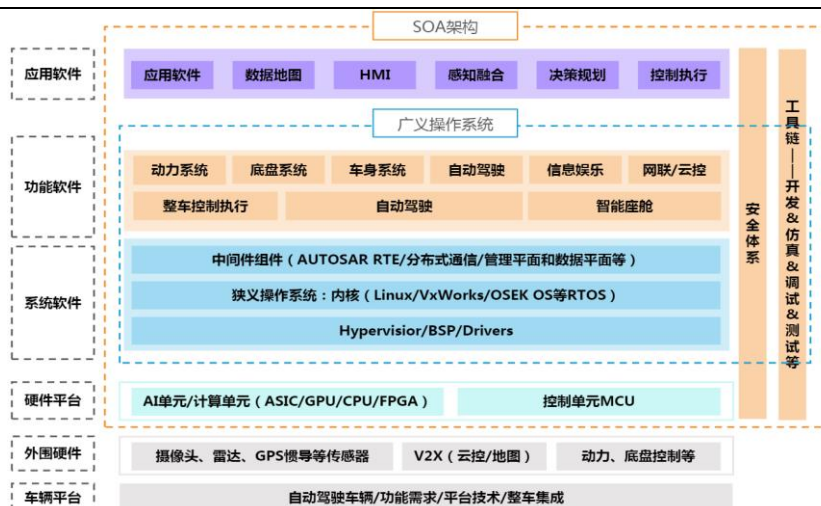 SOA架构
应用软件
应用软件 数据地图 HMI 感知融合 决策规划 控制执行
广义操作系统
功能软件
动力系统 底盘系统 车身系统 自动驾驶 信息娱乐 网联/云控
整车控制执行 自动驾驶 智能座舱
系统软件
中间件组件（AUTOSAR RTE/分布式通信/管理平面和数据平面等）
狭义操作系统：内核（Linux/VxWorks/OSEK OS等RTOS）
Hypervisior/BSP/Drivers
硬件平台
AI单元/计算单元（ASIC/GPU/CPU/FPGA） 控制单元MCU
外围硬件
摄像头、雷达、GPS惯导等传感器 V2X（云控/地图） 动力、底盘控制等
车辆平台
自动驾驶车辆/功能需求/平台技术/整车集成
安全体系
工具链——开发&仿真&调试&测试等